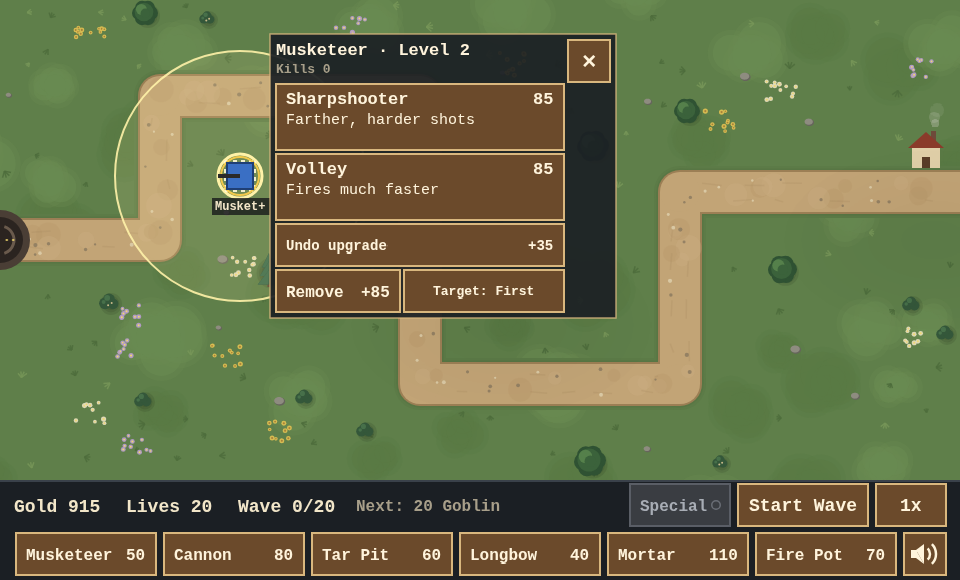 Musketeer · Level 2
×
Kills 0
Sharpshooter 85
Farther, harder shots
Volley 85
Fires much faster
Undo upgrade +35
Remove +85
Target: First
Musket+
Gold 915 Lives 20 Wave 0/20 Next: 20 Goblin
Special
Start Wave
1x
Musketeer 50
Cannon 80
Tar Pit 60
Longbow 40
Mortar 110
Fire Pot 70